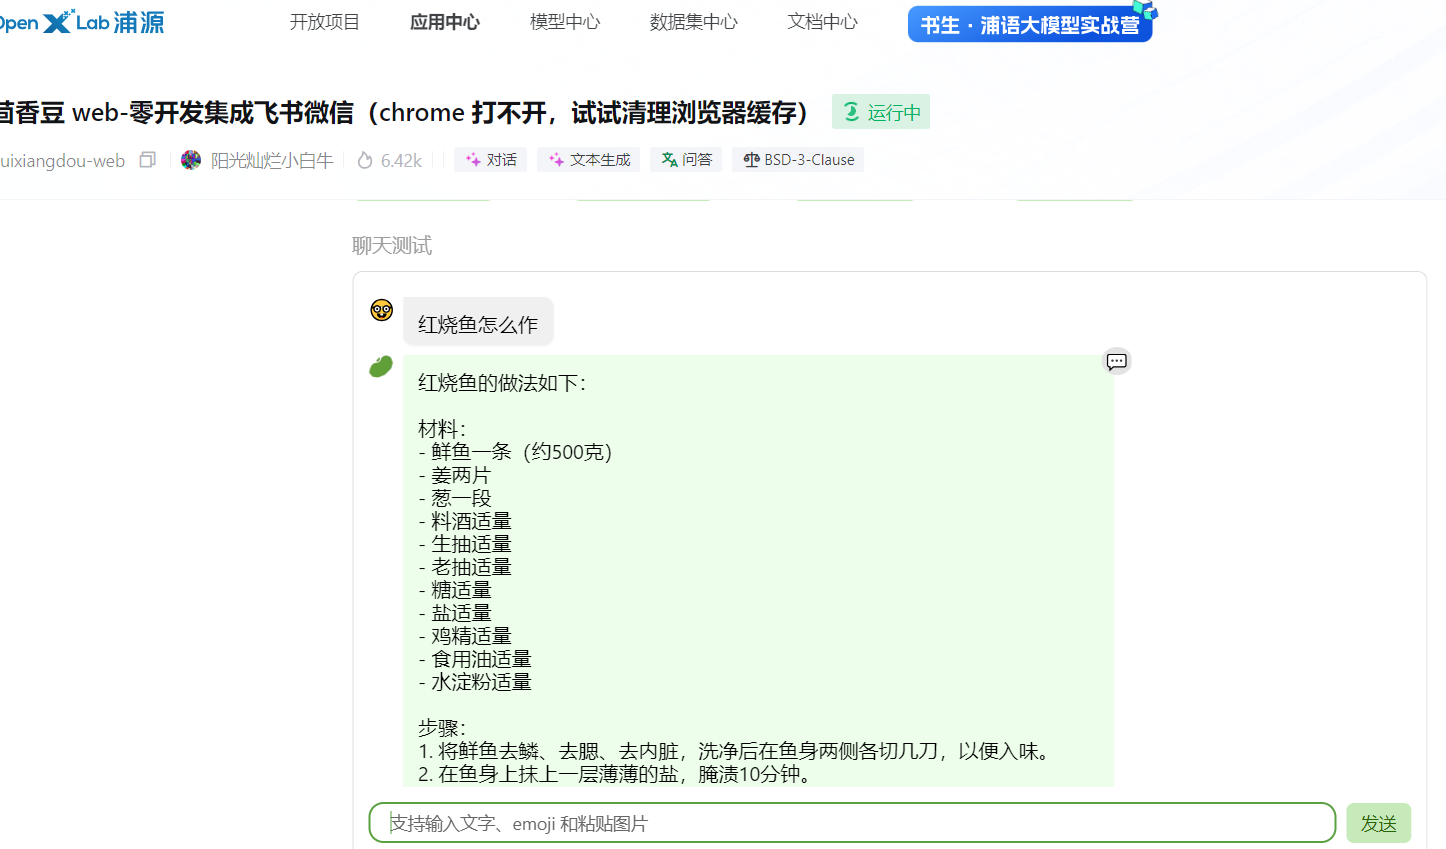 Open X Lab 浦源
开放项目 应用中心 模型中心 数据集中心 文档中心 书生·浦语大模型实战营
茴香豆 web-零开发集成飞书微信（chrome 打不开，试试清理浏览器缓存） 运行中
uixiangdou-web 阳光灿烂小白牛 6.42k 对话 文本生成 问答 BSD-3-Clause
聊天测试
红烧鱼怎么作
红烧鱼的做法如下：
材料：
- 鲜鱼一条（约500克）
- 姜两片
- 葱一段
- 料酒适量
- 生抽适量
- 老抽适量
- 糖适量
- 盐适量
- 鸡精适量
- 食用油适量
- 水淀粉适量
步骤：
1. 将鲜鱼去鳞、去腮、去内脏，洗净后在鱼身两侧各切几刀，以便入味。
2. 在鱼身上抹上一层薄薄的盐，腌渍10分钟。
支持输入文字、emoji 和粘贴图片 发送